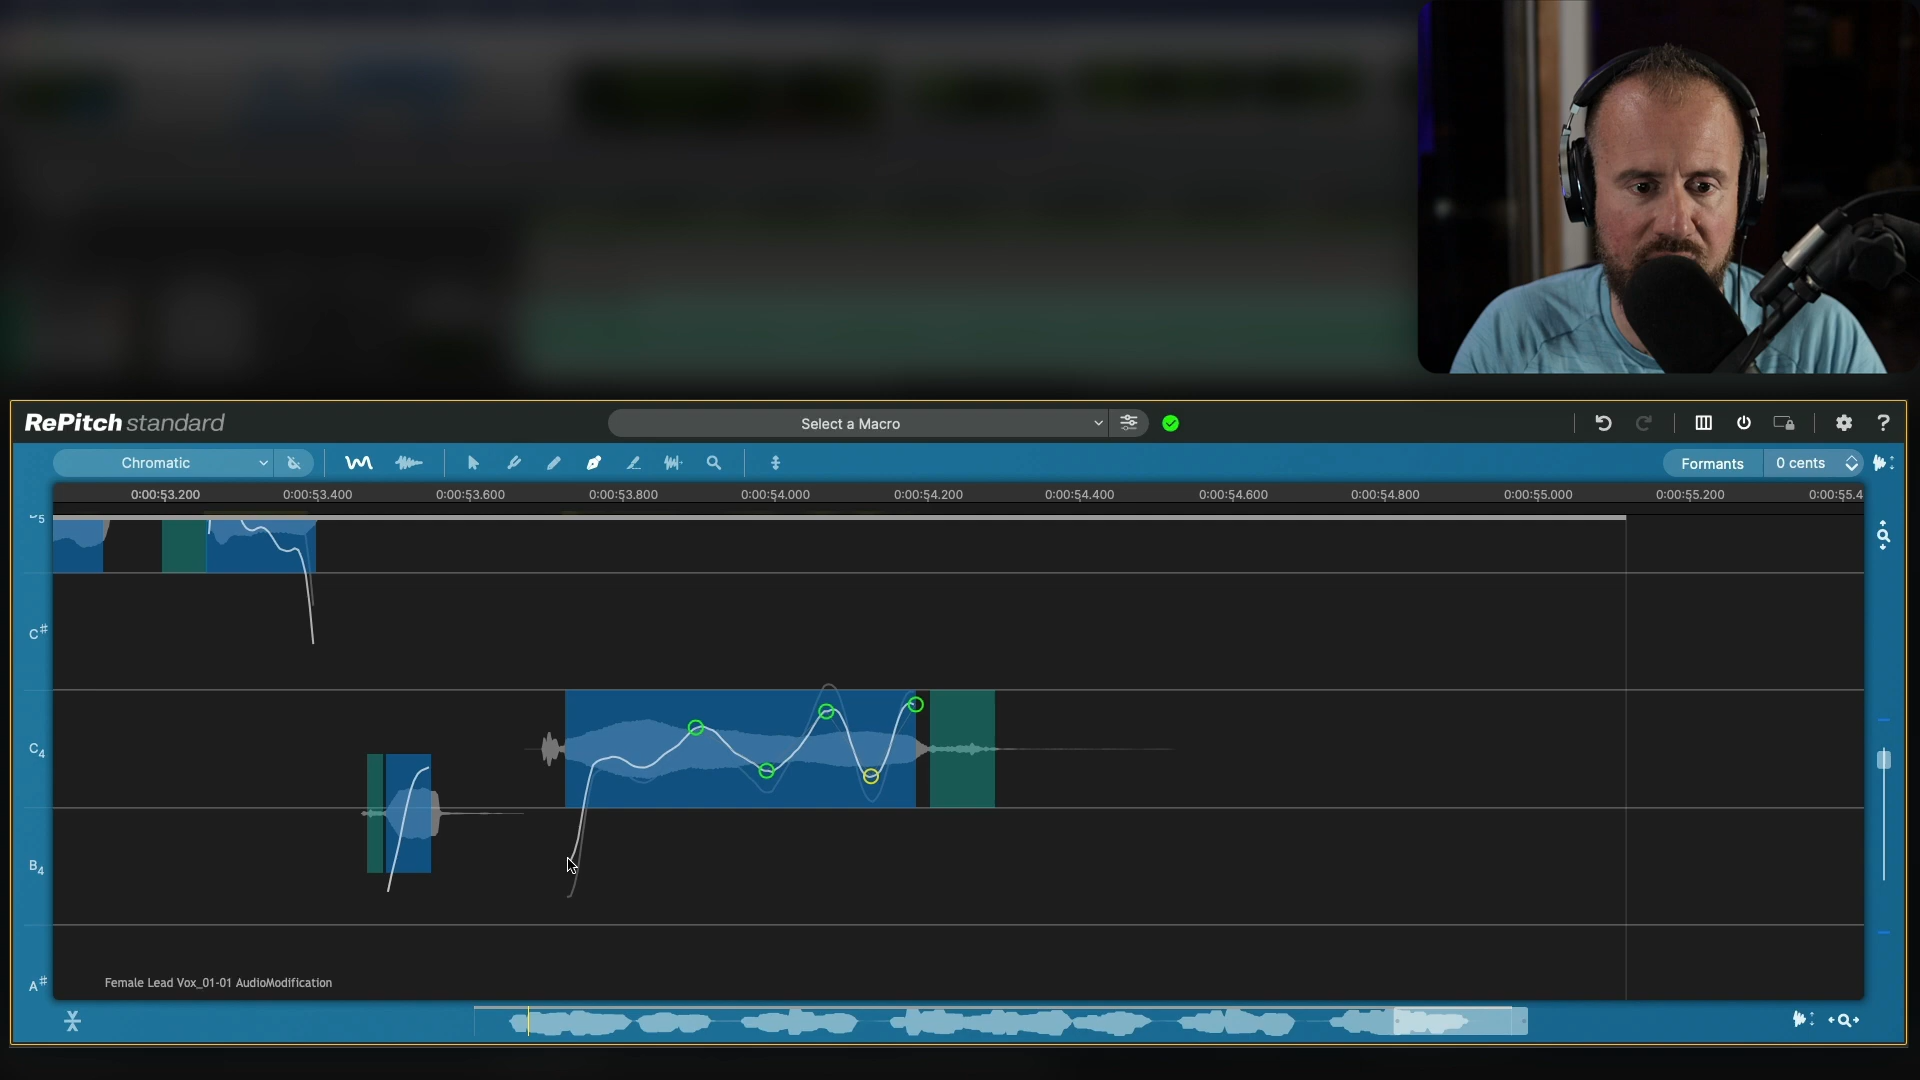 RePitch standard
Select a Macro
?
Chromatic
Formants
0 cents
0:00:53.200
0:00:53.400
0:00:53.600
0:00:53.800
0:00:54.000
0:00:54.200
0:00:54.400
0:00:54.600
0:00:54.800
0:00:55.000
0:00:55.200
0:00:55.4
C#
C4
B4
A#
Female Lead Vox_01-01 AudioModification